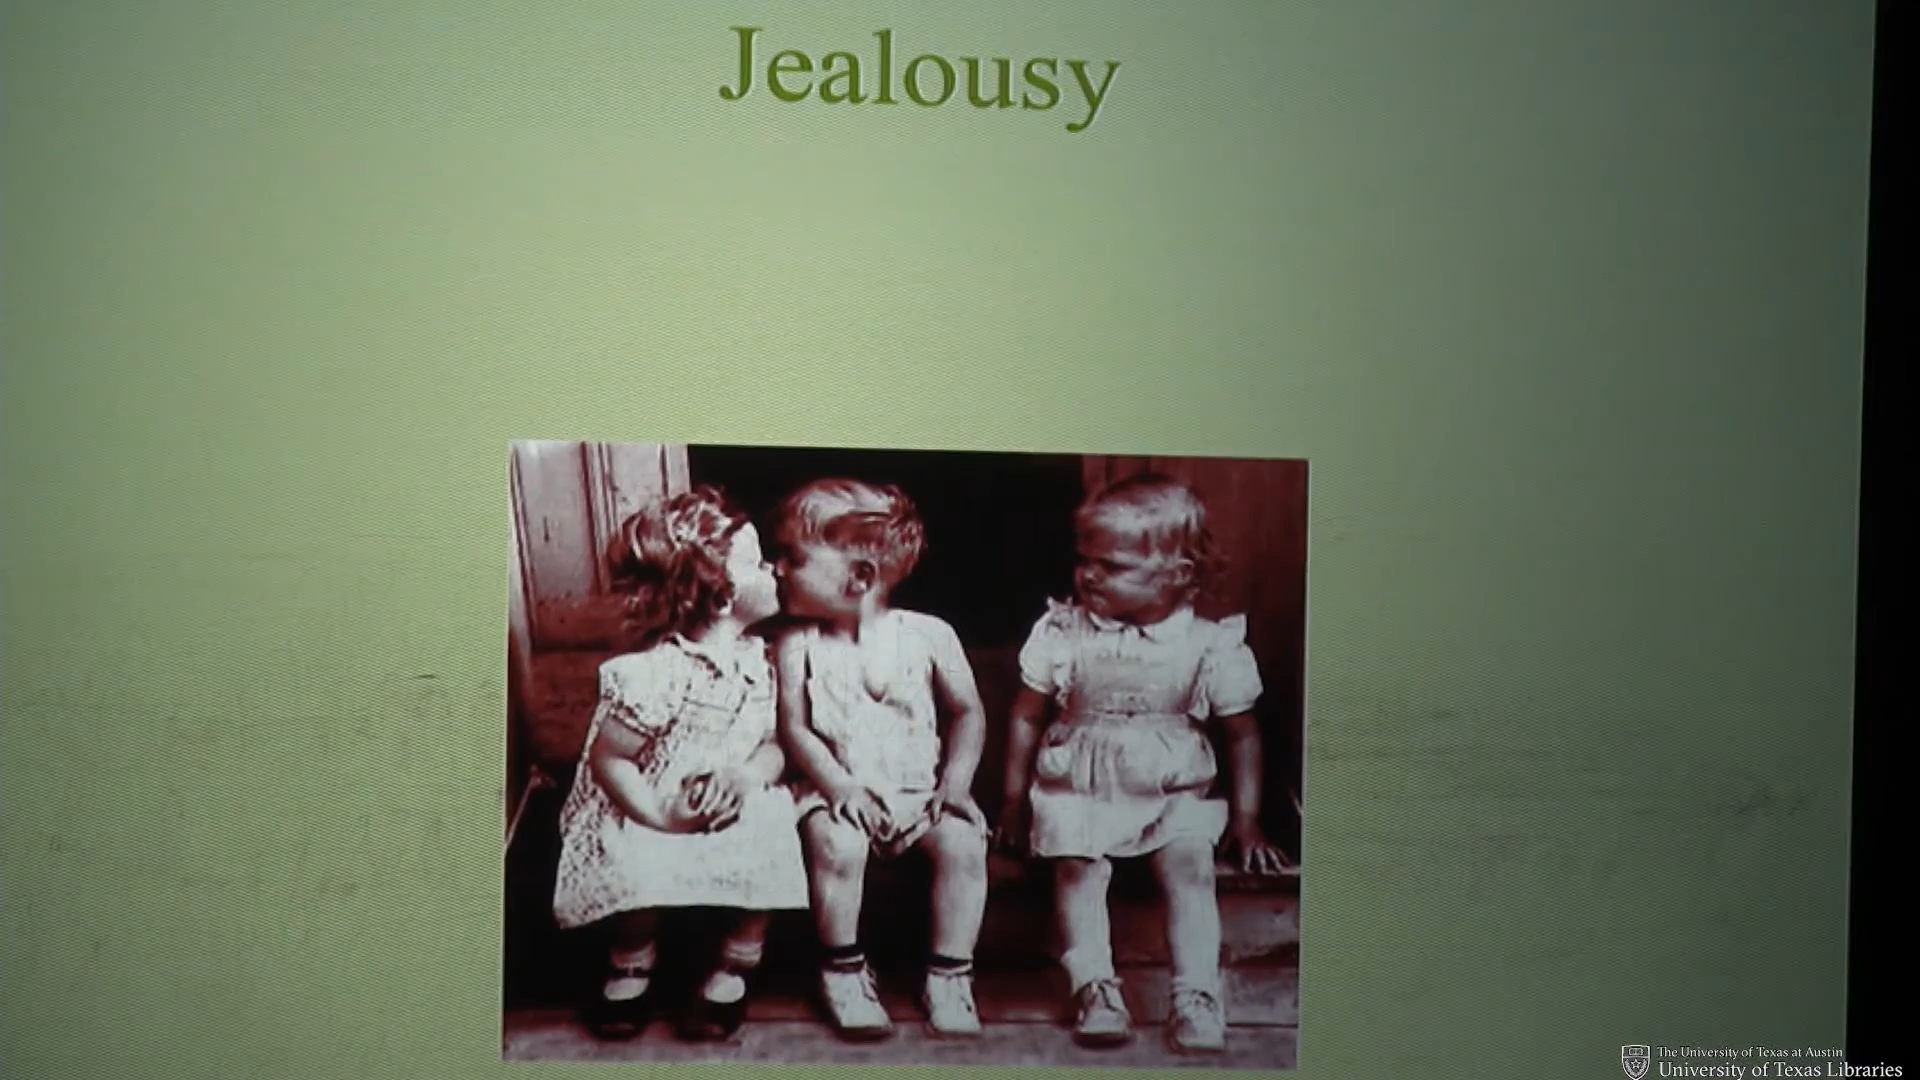 Jealousy
The University of Texas at Austin
University of Texas Libraries